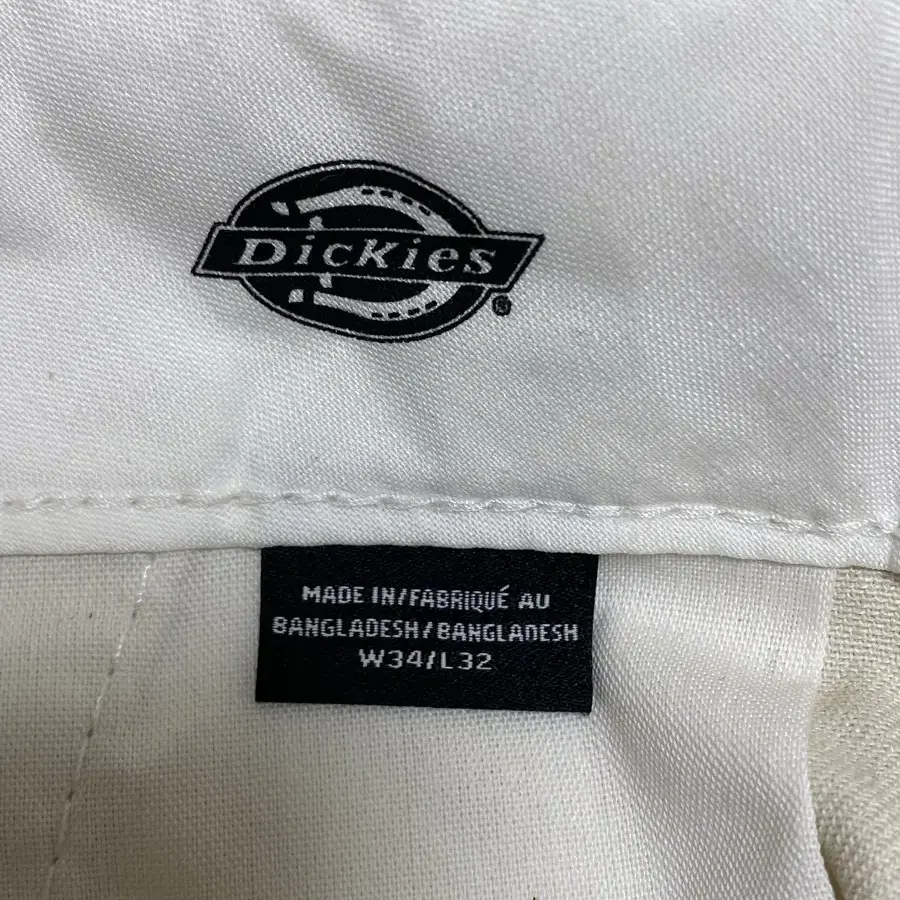 Dickies
®
MADE IN/FABRIQUÉ AU
BANGLADESH/BANGLADESH
W34/L32